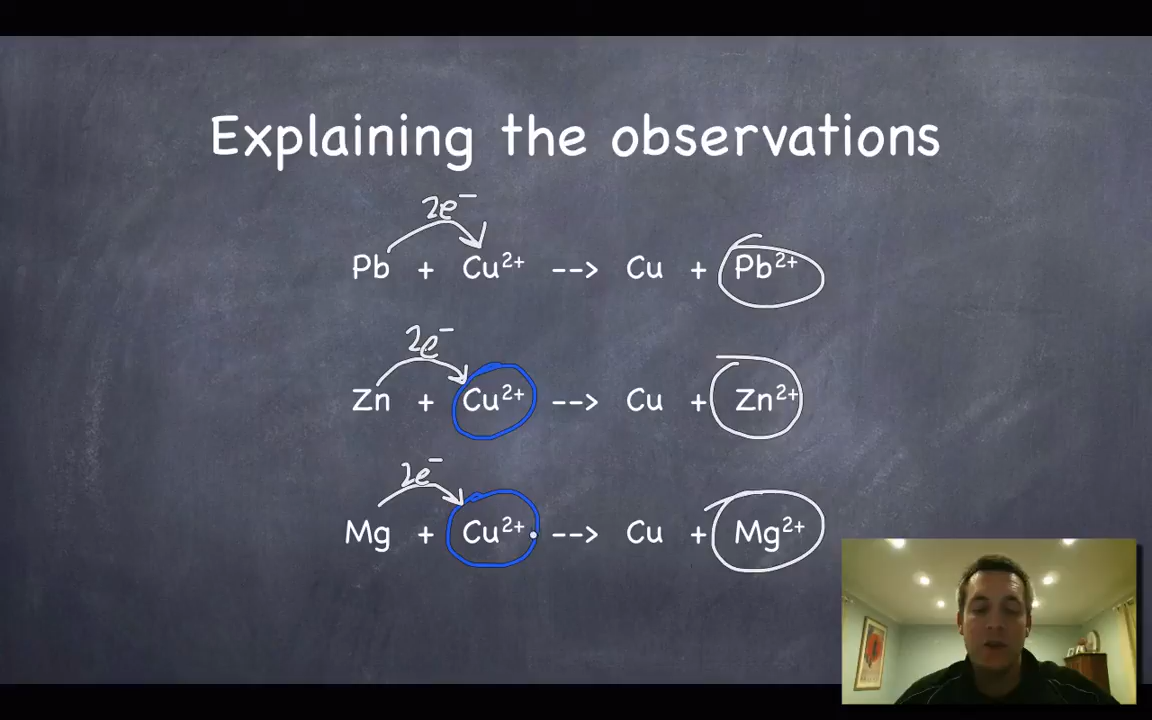 Explaining the observations
2e⁻
Pb + Cu²⁺ --> Cu + Pb²⁺
2e⁻
Zn + Cu²⁺ --> Cu + Zn²⁺
2e⁻
Mg + Cu²⁺ --> Cu + Mg²⁺